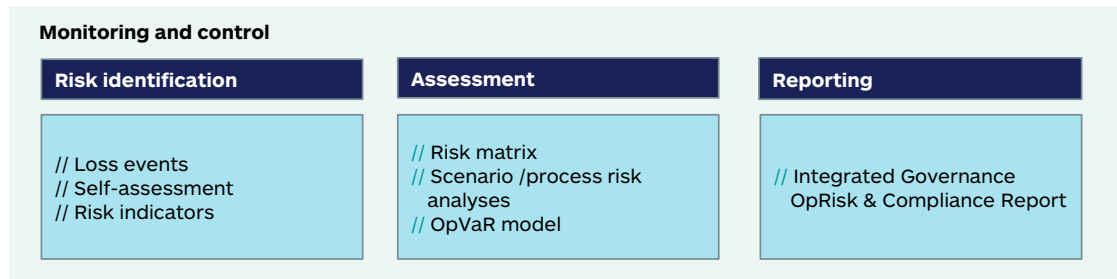 Monitoring and control
Risk identification
// Loss events
// Self-assessment
// Risk indicators
Assessment
// Risk matrix
// Scenario /process risk
analyses
// OpVaR model
Reporting
// Integrated Governance
OpRisk & Compliance Report